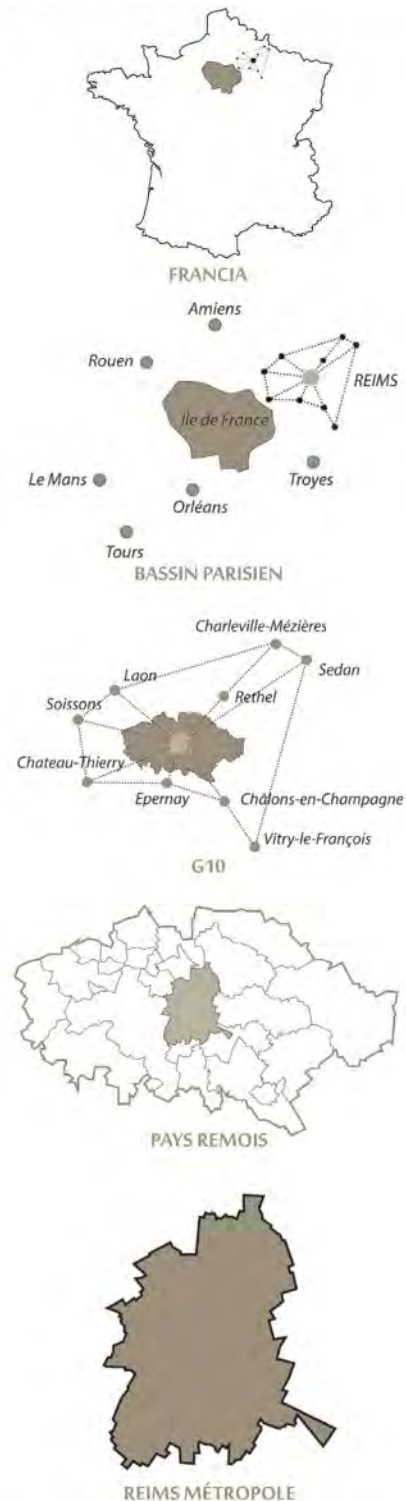 FRANCIA
Amiens
Rouen
REIMS
Ile de France
Le Mans
Troyes
Orléans
Tours
BASSIN PARISIEN
Charleville-Mézières
Laon
Sedan
Rethel
Soissons
Chateau-Thierry
Epernay
Châlons-en-Champagne
Vitry-le-François
G10
PAYS REMOIS
REIMS MÉTROPOLE